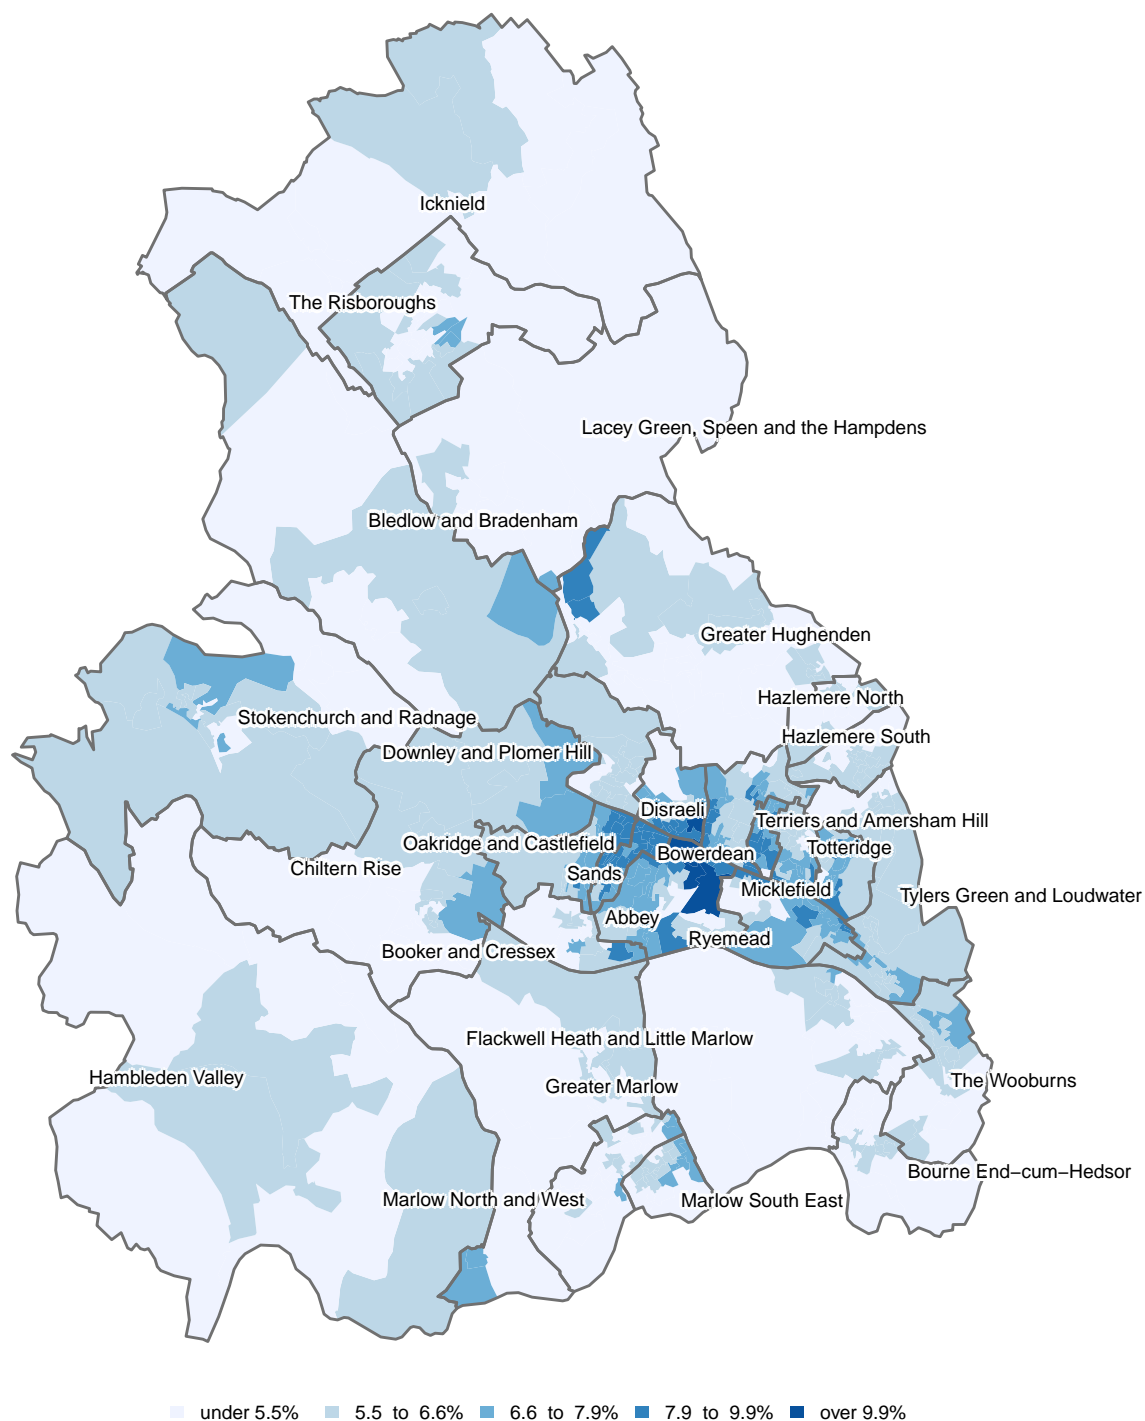 Icknield
The Risboroughs
Lacey Green, Speen and the Hampdens
Bledlow and Bradenham
Greater Hughenden
Hazlemere North
Stokenchurch and Radnage
Hazlemere South
Downley and Plomer Hill
Disraeli
Terriers and Amersham Hill
Oakridge and Castlefield
Totteridge
Bowerdean
Chiltern Rise
Sands
Micklefield
Tylers Green and Loudwater
Abbey
Ryemead
Booker and Cressex
Flackwell Heath and Little Marlow
Hambleden Valley
The Wooburns
Greater Marlow
Bourne End−cum−Hedsor
Marlow North and West
Marlow South East
under 5.5% 5.5 to 6.6% 6.6 to 7.9% 7.9 to 9.9% over 9.9%